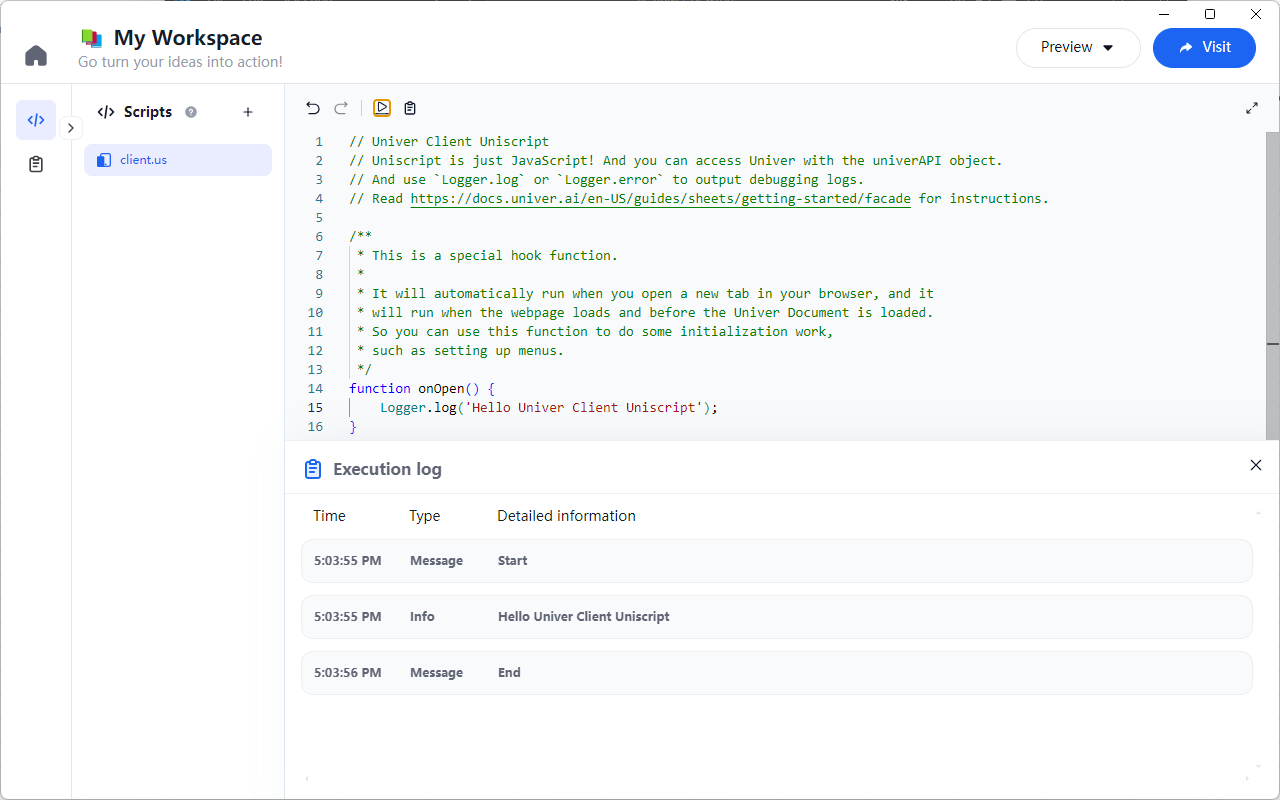 My Workspace
Go turn your ideas into action!
Preview
Visit
</> Scripts
client.us
1 // Univer Client Uniscript
2 // Uniscript is just JavaScript! And you can access Univer with the univerAPI object.
3 // And use `Logger.log` or `Logger.error` to output debugging logs.
4 // Read https://docs.univer.ai/en-US/guides/sheets/getting-started/facade for instructions.
5
6 /**
7  * This is a special hook function.
8  *
9  * It will automatically run when you open a new tab in your browser, and it
10  * will run when the webpage loads and before the Univer Document is loaded.
11  * So you can use this function to do some initialization work,
12  * such as setting up menus.
13  */
14 function onOpen() {
15     Logger.log('Hello Univer Client Uniscript');
16 }
Execution log
Time Type Detailed information
5:03:55 PM Message Start
5:03:55 PM Info Hello Univer Client Uniscript
5:03:56 PM Message End